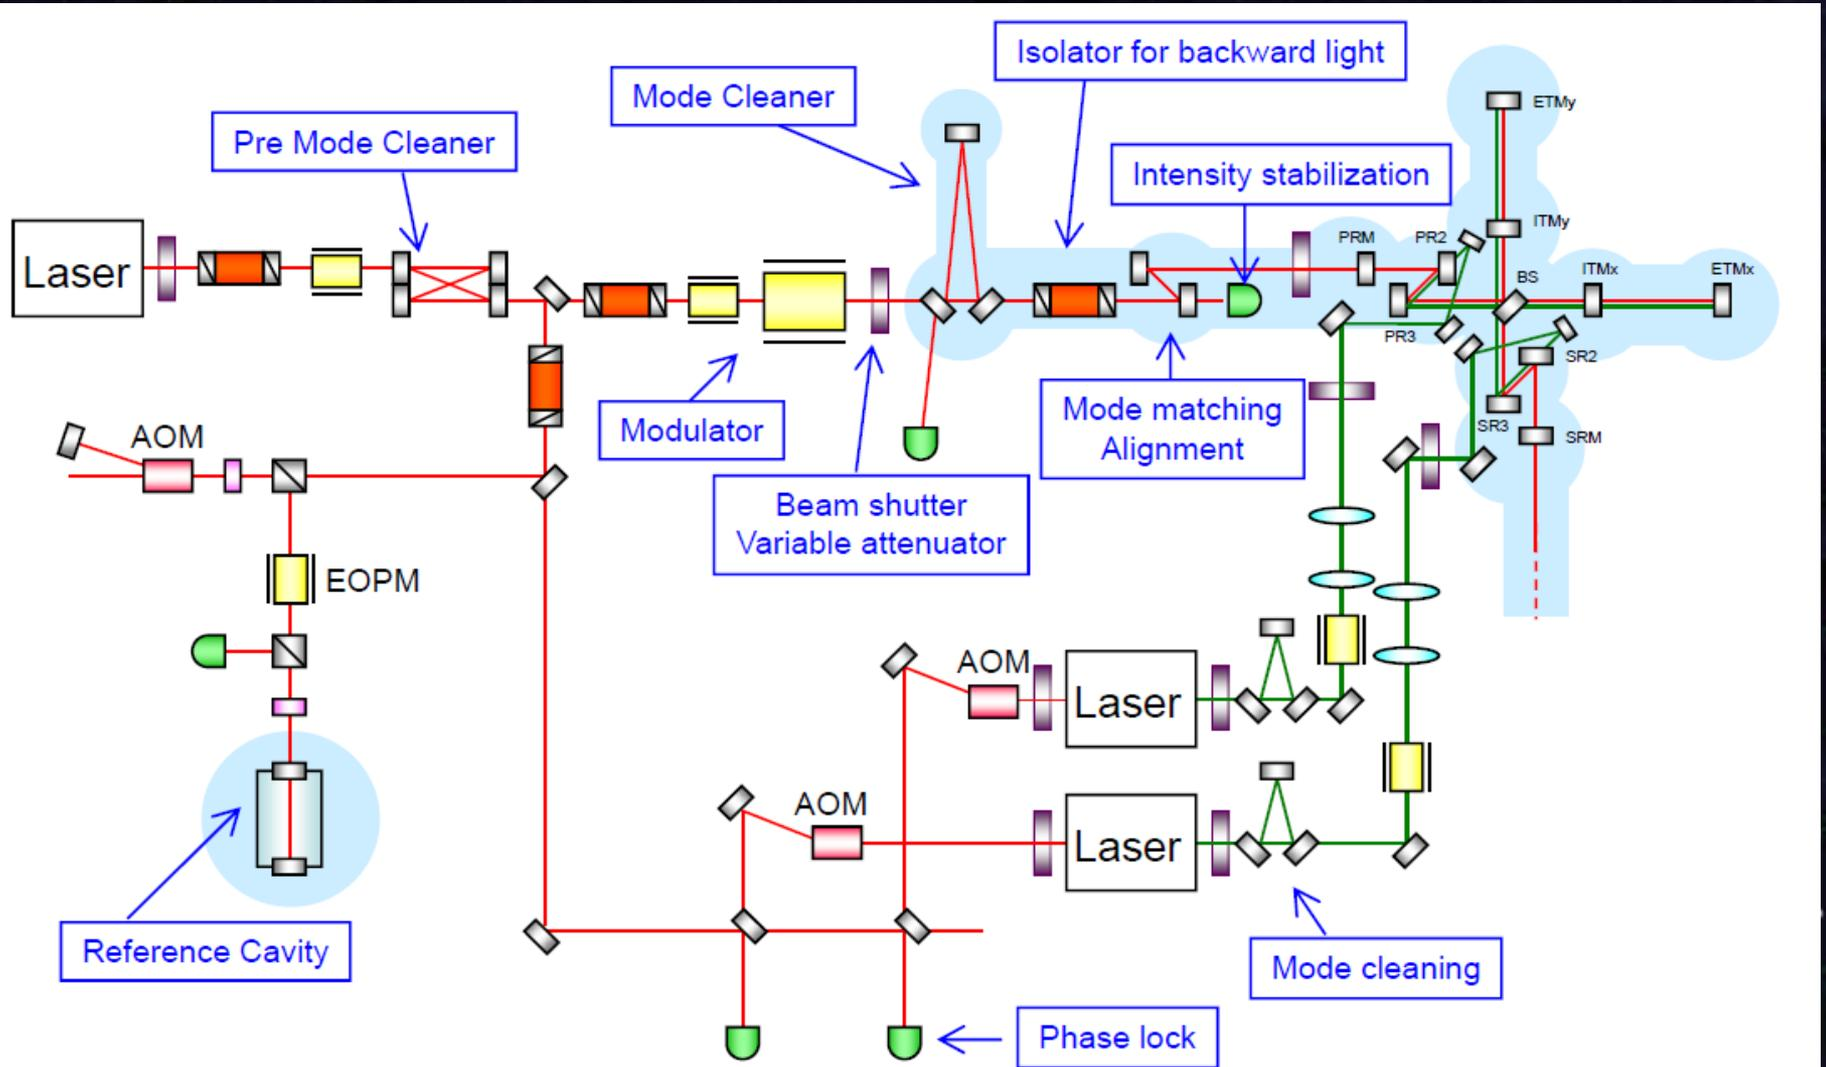 Isolator for backward light
Mode Cleaner
ETMy
Pre Mode Cleaner
Intensity stabilization
ITMy
Laser
PRM
PR2
BS
ITMx
ETMx
PR3
SR2
Modulator
Mode matching
Alignment
SR3
SRM
AOM
Beam shutter
Variable attenuator
EOPM
AOM
Laser
AOM
Laser
Reference Cavity
Mode cleaning
Phase lock